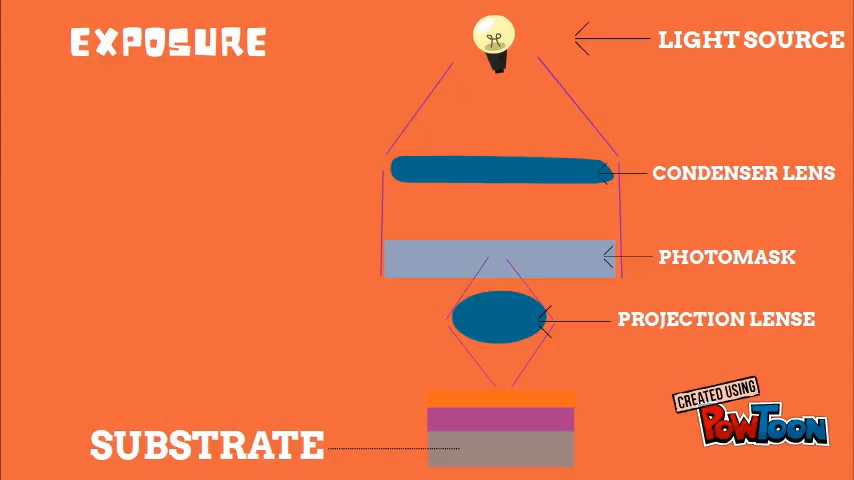 EXPOSURE
LIGHT SOURCE
CONDENSER LENS
PHOTOMASK
PROJECTION LENSE
CREATED USING
POWTOON
SUBSTRATE